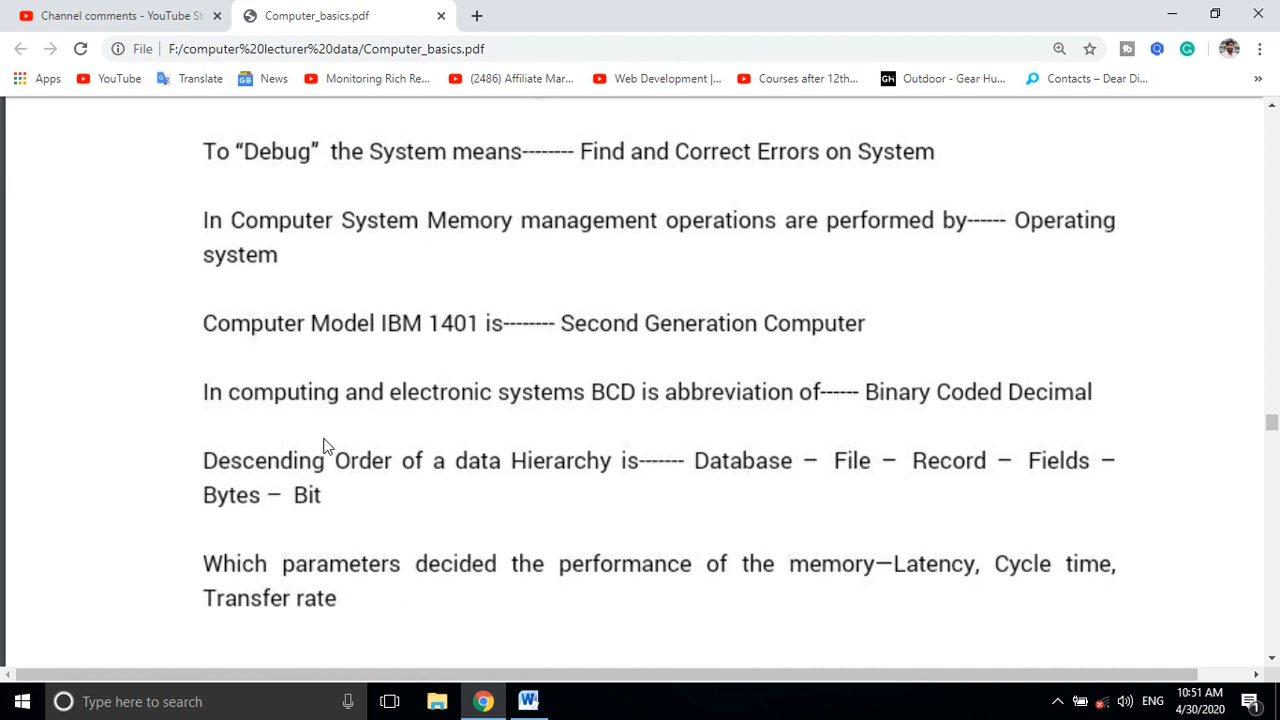 Channel comments - YouTube St
Computer_basics.pdf
File F:/computer%20lecturer%20data/Computer_basics.pdf
Apps YouTube Translate News Monitoring Rich Re... (2486) Affiliate Mar... Web Development |... Courses after 12th... Outdoor - Gear Hu... Contacts – Dear Di... »
To “Debug” the System means-------- Find and Correct Errors on System
In Computer System Memory management operations are performed by------ Operating
system
Computer Model IBM 1401 is-------- Second Generation Computer
In computing and electronic systems BCD is abbreviation of------ Binary Coded Decimal
Descending Order of a data Hierarchy is------- Database – File – Record – Fields –
Bytes – Bit
Which parameters decided the performance of the memory—Latency, Cycle time,
Transfer rate
Type here to search
ENG
10:51 AM
4/30/2020